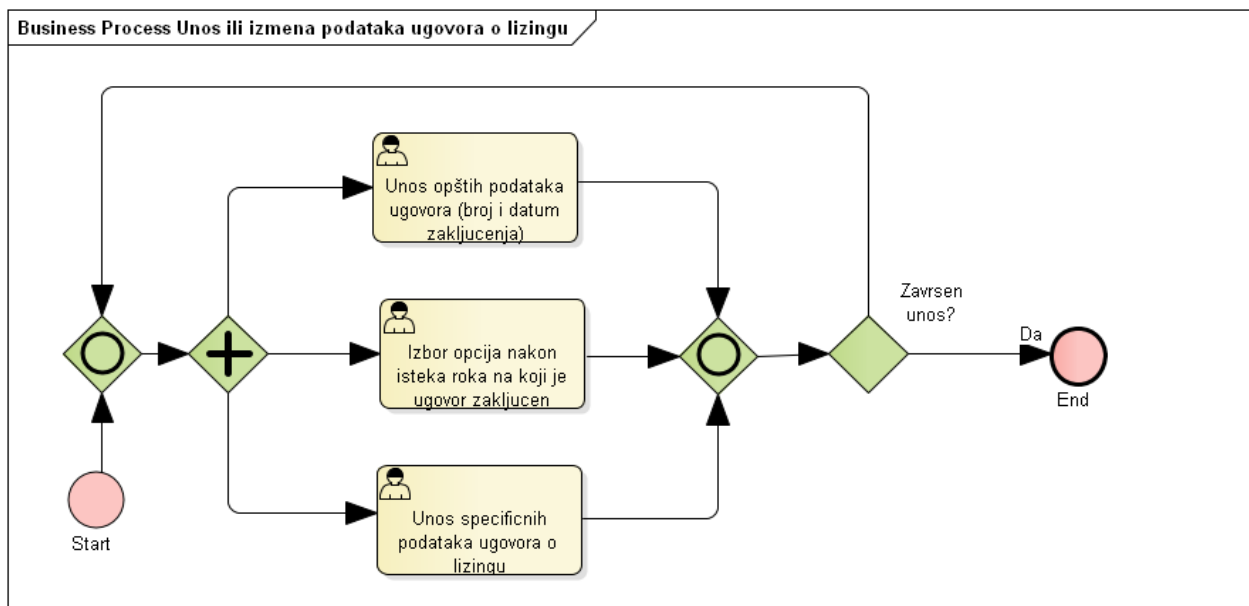 Business Process Unos ili izmena podataka ugovora o lizingu
Unos opštih podataka
ugovora (broj i datum
zakljucenja)
Zavrsen
unos?
Da
Izbor opcija nakon
isteka roka na koji je
ugovor zakljucen
End
Start
Unos specificnih
podataka ugovora o
lizingu